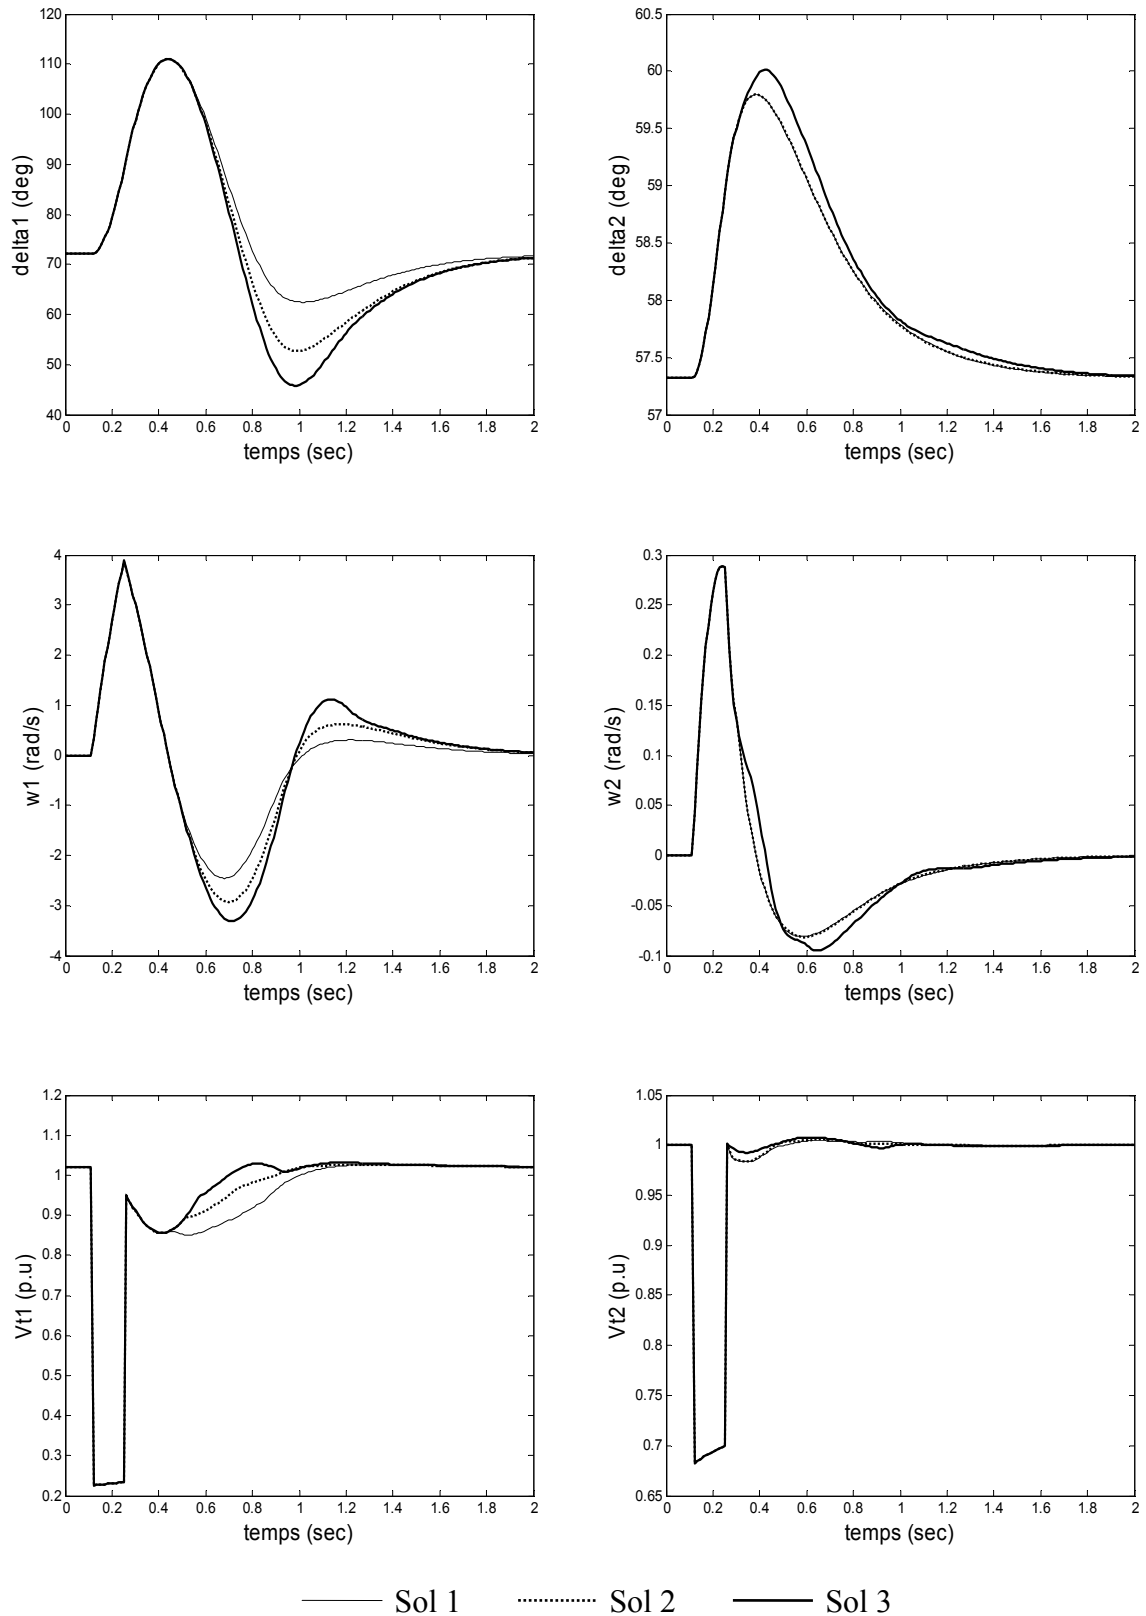 120
110
100
90
80
70
60
50
40
delta1 (deg)
0 0.2 0.4 0.6 0.8 1 1.2 1.4 1.6 1.8 2
temps (sec)
60.5
60
59.5
59
58.5
58
57.5
57
delta2 (deg)
0 0.2 0.4 0.6 0.8 1 1.2 1.4 1.6 1.8 2
temps (sec)
4
3
2
1
0
-1
-2
-3
-4
w1 (rad/s)
0 0.2 0.4 0.6 0.8 1 1.2 1.4 1.6 1.8 2
temps (sec)
0.3
0.25
0.2
0.15
0.1
0.05
0
-0.05
-0.1
w2 (rad/s)
0 0.2 0.4 0.6 0.8 1 1.2 1.4 1.6 1.8 2
temps (sec)
1.2
1.1
1.0
0.9
0.8
0.7
0.6
0.5
0.4
0.3
0.2
Vt1 (p.u)
0 0.2 0.4 0.6 0.8 1 1.2 1.4 1.6 1.8 2
temps (sec)
1.05
1
0.95
0.9
0.85
0.8
0.75
0.7
0.65
Vt2 (p.u)
0 0.2 0.4 0.6 0.8 1 1.2 1.4 1.6 1.8 2
temps (sec)
Sol 1 Sol 2 Sol 3